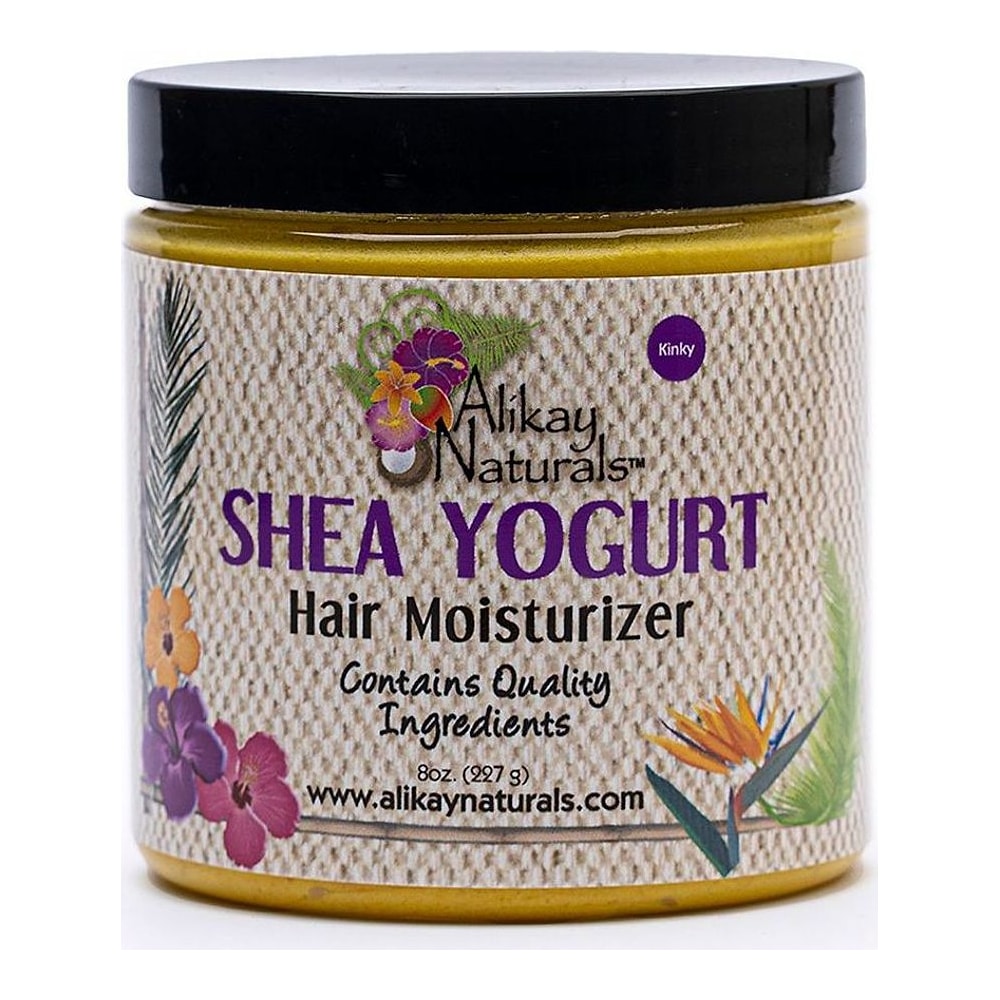 Kinky
Alikay
Naturals™
SHEA YOGURT
Hair Moisturizer
Contains Quality
Ingredients
8oz. (227 g)
www.alikaynaturals.com